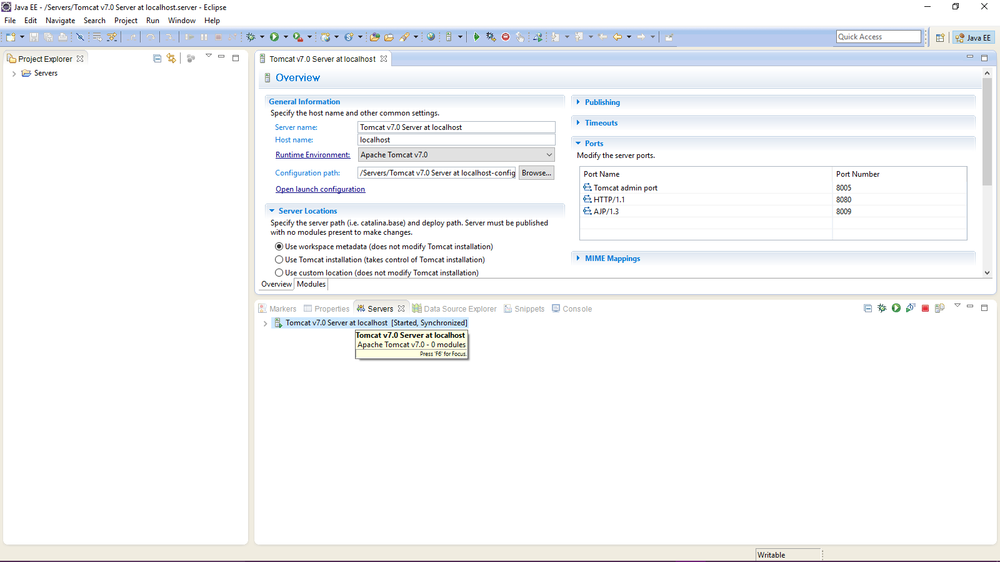 Java EE - /Servers/Tomcat v7.0 Server at localhost.server - Eclipse
File Edit Navigate Search Project Run Window Help
Quick Access
Java EE
Project Explorer
Servers
Tomcat v7.0 Server at localhost
Overview
General Information
Specify the host name and other common settings.
Server name: Tomcat v7.0 Server at localhost
Host name: localhost
Runtime Environment: Apache Tomcat v7.0
Configuration path: /Servers/Tomcat v7.0 Server at localhost-config Browse...
Open launch configuration
Server Locations
Specify the server path (i.e. catalina.base) and deploy path. Server must be published
with no modules present to make changes.
Use workspace metadata (does not modify Tomcat installation)
Use Tomcat installation (takes control of Tomcat installation)
Use custom location (does not modify Tomcat installation)
Publishing
Timeouts
Ports
Modify the server ports.
Port Name Port Number
Tomcat admin port 8005
HTTP/1.1 8080
AJP/1.3 8009
MIME Mappings
Overview Modules
Markers Properties Servers Data Source Explorer Snippets Console
Tomcat v7.0 Server at localhost [Started, Synchronized]
Tomcat v7.0 Server at localhost
Apache Tomcat v7.0 - 0 modules
Press 'F6' for Focus.
Writable